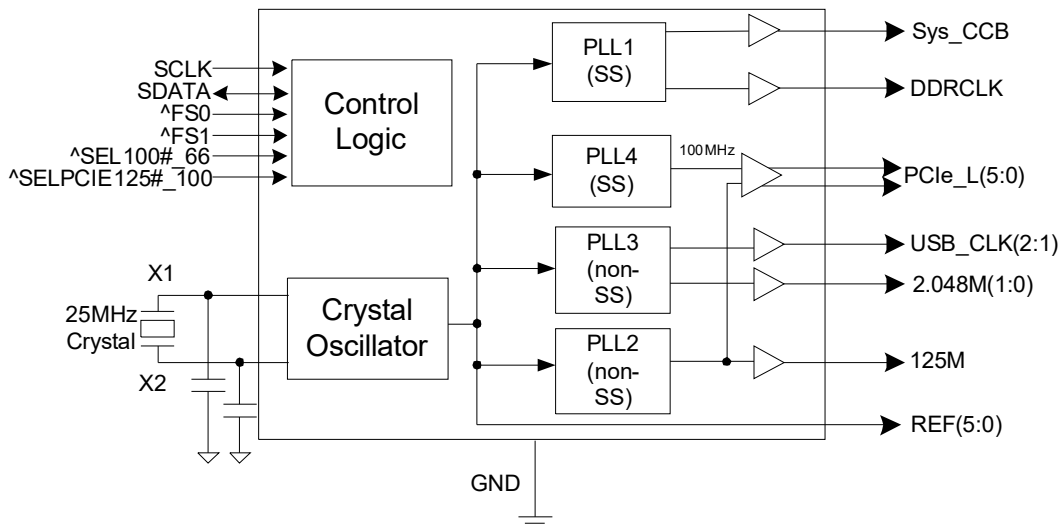 SCLK
SDATA
^FS0
^FS1
^SEL100#_66
^SELPCIE125#_100
Control
Logic
X1
25MHz
Crystal
X2
Crystal
Oscillator
PLL1
(SS)
PLL4
(SS)
100MHz
PLL3
(non-
SS)
PLL2
(non-
SS)
Sys_CCB
DDRCLK
PCIe_L(5:0)
USB_CLK(2:1)
2.048M(1:0)
125M
REF(5:0)
GND